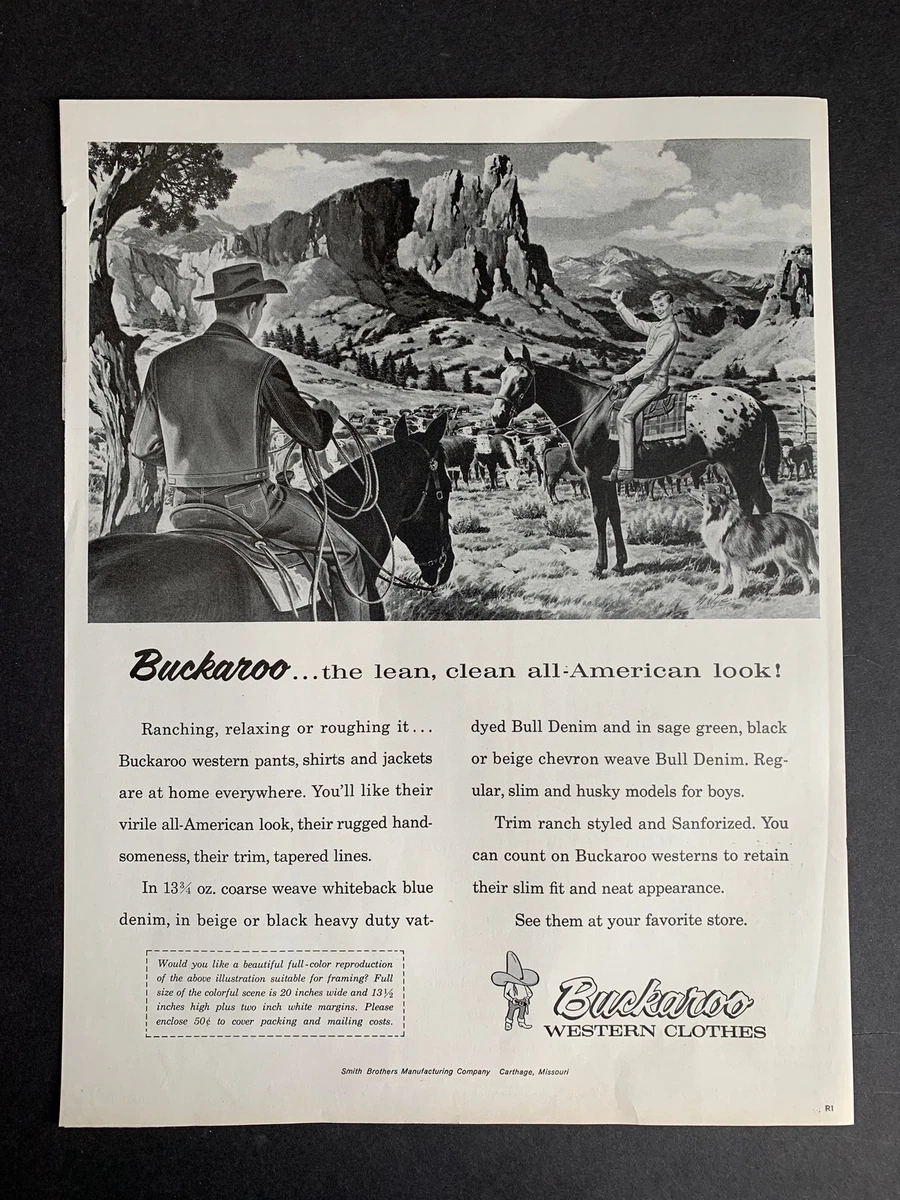 Buckaroo...the lean, clean all-American look!
Ranching, relaxing or roughing it...
Buckaroo western pants, shirts and jackets
are at home everywhere. You'll like their
virile all-American look, their rugged hand-
someness, their trim, tapered lines.
In 13¾ oz. coarse weave whiteback blue
denim, in beige or black heavy duty vat-
dyed Bull Denim and in sage green, black
or beige chevron weave Bull Denim. Reg-
ular, slim and husky models for boys.
Trim ranch styled and Sanforized. You
can count on Buckaroo westerns to retain
their slim fit and neat appearance.
See them at your favorite store.
Would you like a beautiful full-color reproduction
of the above illustration suitable for framing? Full
size of the colorful scene is 20 inches wide and 13½
inches high plus two inch white margins. Please
enclose 50¢ to cover packing and mailing costs.
Buckaroo
WESTERN CLOTHES
Smith Brothers Manufacturing Company Carthage, Missouri
R1